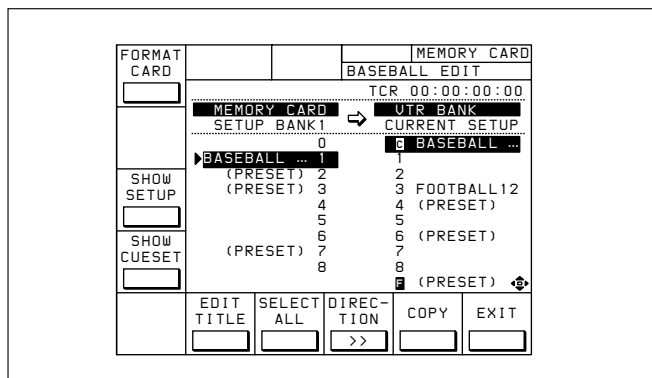 MEMORY CARD
BASEBALL EDIT
TCR 00:00:00:00
FORMAT
CARD
SHOW
SETUP
SHOW
CUESET
MEMORY CARD
SETUP BANK1
0
BASEBALL … 1
(PRESET) 2
(PRESET) 3
4
5
6
(PRESET) 7
8
VTR BANK
CURRENT SETUP
C BASEBALL …
1
2
3 FOOTBALL12
4 (PRESET)
5
6 (PRESET)
7
8
F (PRESET)
EDIT
TITLE
SELECT
ALL
DIREC-
TION
>>
COPY
EXIT